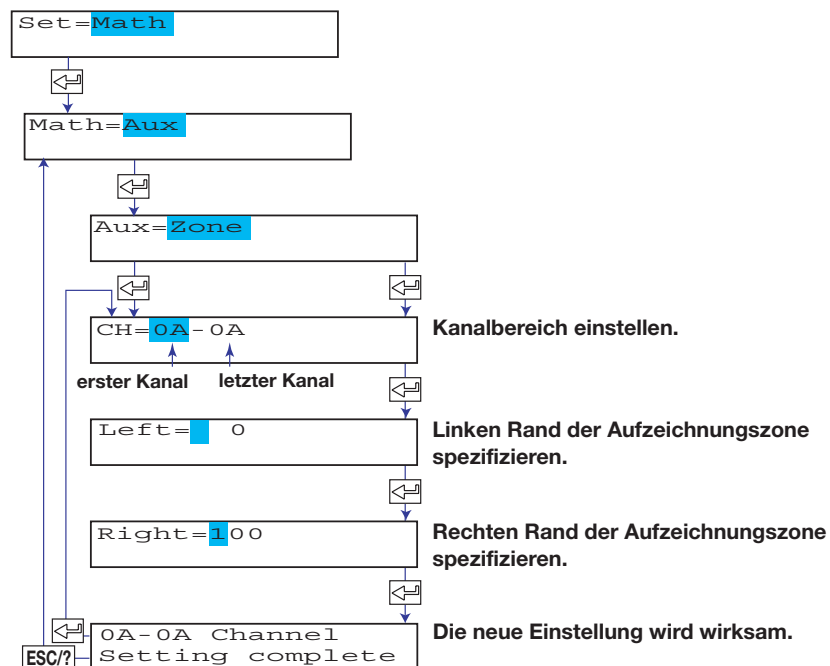 Set=Math
Math=Aux
Aux=Zone
CH=0A-0A
Kanalbereich einstellen.
erster Kanal letzter Kanal
Left= 0
Linken Rand der Aufzeichnungszone
spezifizieren.
Right=100
Rechten Rand der Aufzeichnungszone
spezifizieren.
0A-0A Channel
Die neue Einstellung wird wirksam.
ESC/? Setting complete